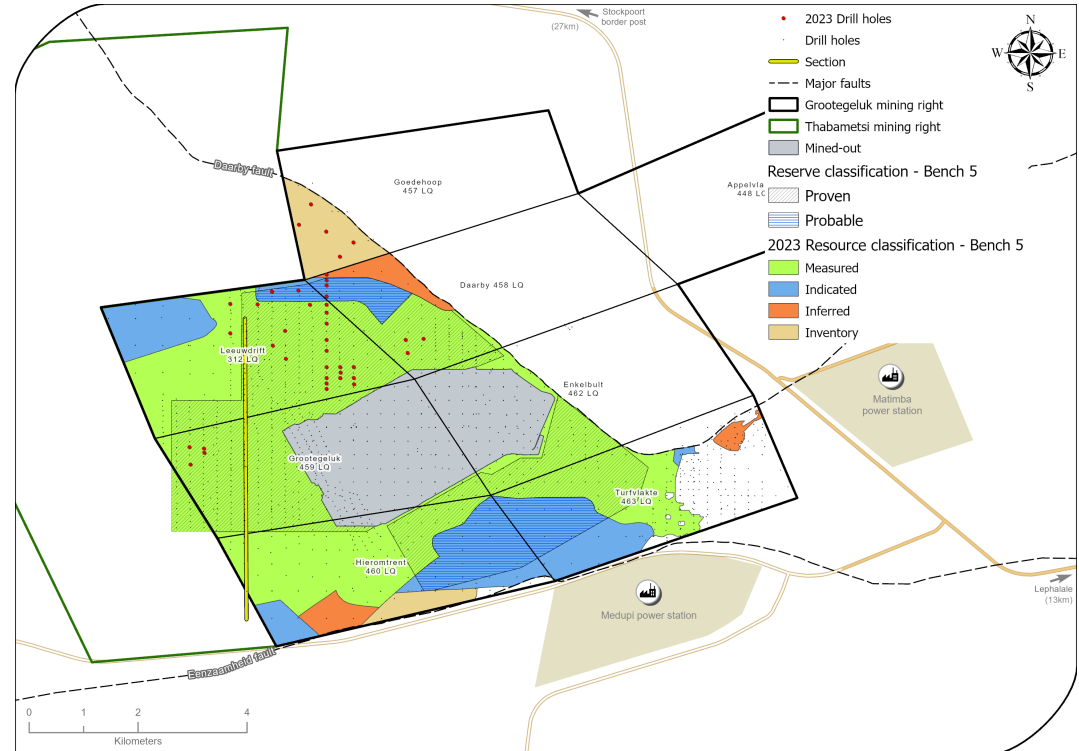 Stockpoort
border post
(27km)
2023 Drill holes
Drill holes
Section
Major faults
Grootegeluk mining right
Thabametsi mining right
Mined-out
Reserve classification - Bench 5
Proven
Probable
2023 Resource classification - Bench 5
Measured
Indicated
Inferred
Inventory
N
W
E
S
Daarby fault
Goedehoop
457 LQ
Appelvla
448 LQ
Daarby 458 LQ
Leeuwdrift
312 LQ
Enkelbult
462 LQ
Matimba
power station
Grootegeluk
459 LQ
Turfvlakte
463 LQ
Hieromtrent
460 LQ
Medupi power station
Lephalale
(13km)
Eenzaamheid fault
0
1
2
4
Kilometers